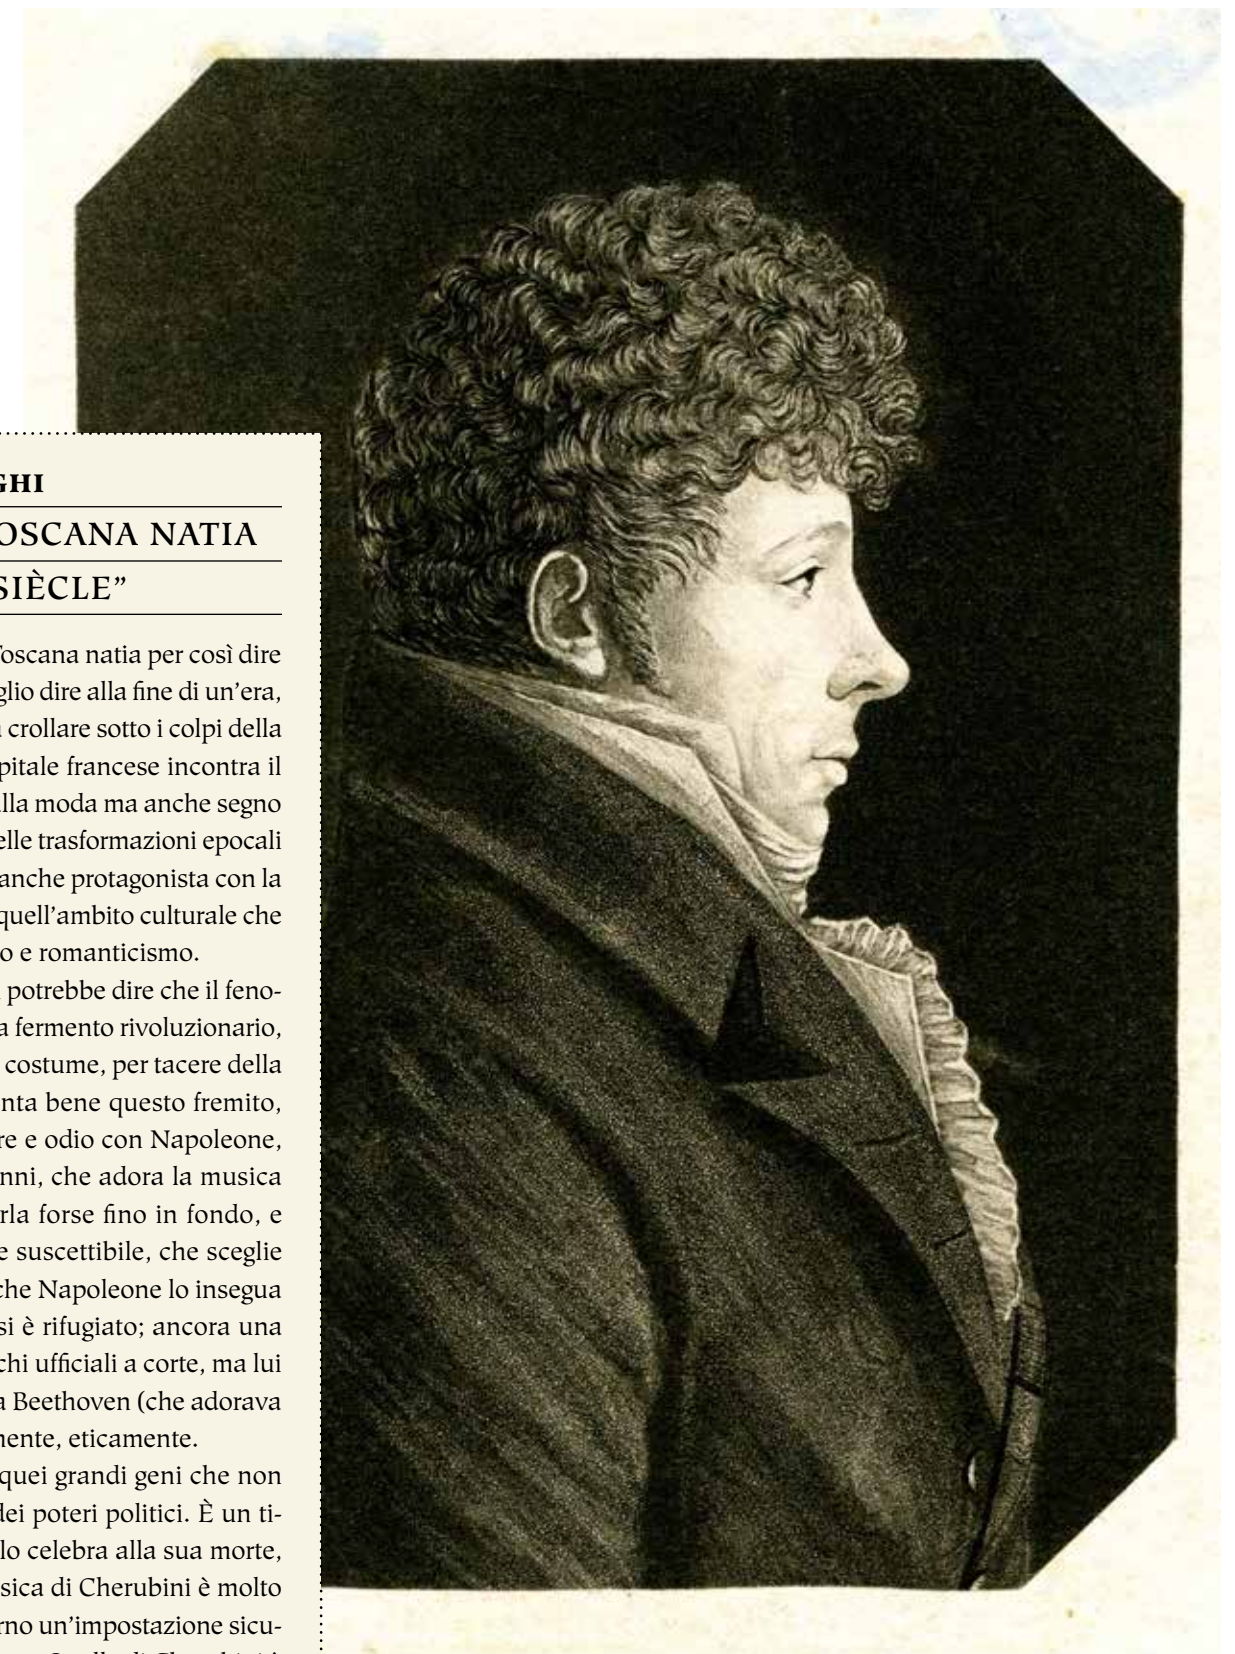 GHI
OSCANA NATIA
SIÈCLE”
Toscana natia per così dire
glio dire alla fine di un’era,
crollare sotto i colpi della
pitale francese incontra il
alla moda ma anche segno
elle trasformazioni epocali
anche protagonista con la
quell’ambito culturale che
o e romanticismo.
potrebbe dire che il feno-
a fermento rivoluzionario,
costume, per tacere della
nta bene questo fremito,
re e odio con Napoleone,
nni, che adora la musica
rla forse fino in fondo, e
e suscettibile, che sceglie
che Napoleone lo insegua
si è rifugiato; ancora una
chi ufficiali a corte, ma lui
a Beethoven (che adorava
mente, eticamente.
quei grandi geni che non
dei poteri politici. È un ti-
lo celebra alla sua morte,
sica di Cherubini è molto
rno un’impostazione sicu-